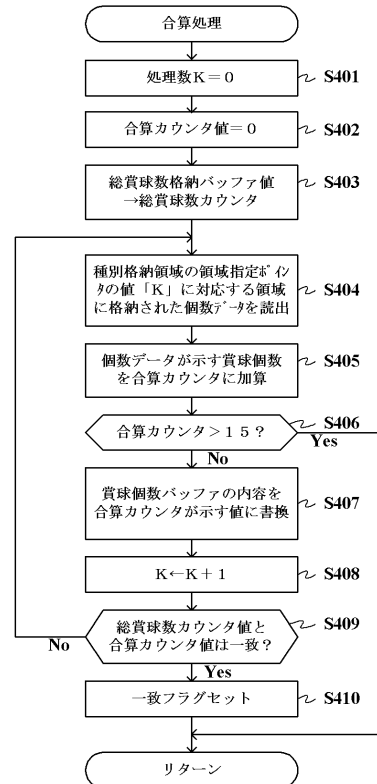 合算処理
処理数K＝0
S401
合算カウンタ値＝0
S402
総賞球数格納バッファ値
→総賞球数カウンタ
S403
種別格納領域の領域指定ﾎﾟｲﾝ
ﾀの値「K」に対応する領域
に格納された個数ﾃﾞｰﾀを読出
S404
個数データが示す賞球個数
を合算カウンタに加算
S405
合算カウンタ＞15？
S406
Yes
No
賞球個数バッファの内容を
合算カウンタが示す値に書換
S407
K←K＋1
S408
総賞球数カウンタ値と
合算カウンタ値は一致？
S409
No
Yes
一致フラグセット
S410
リターン